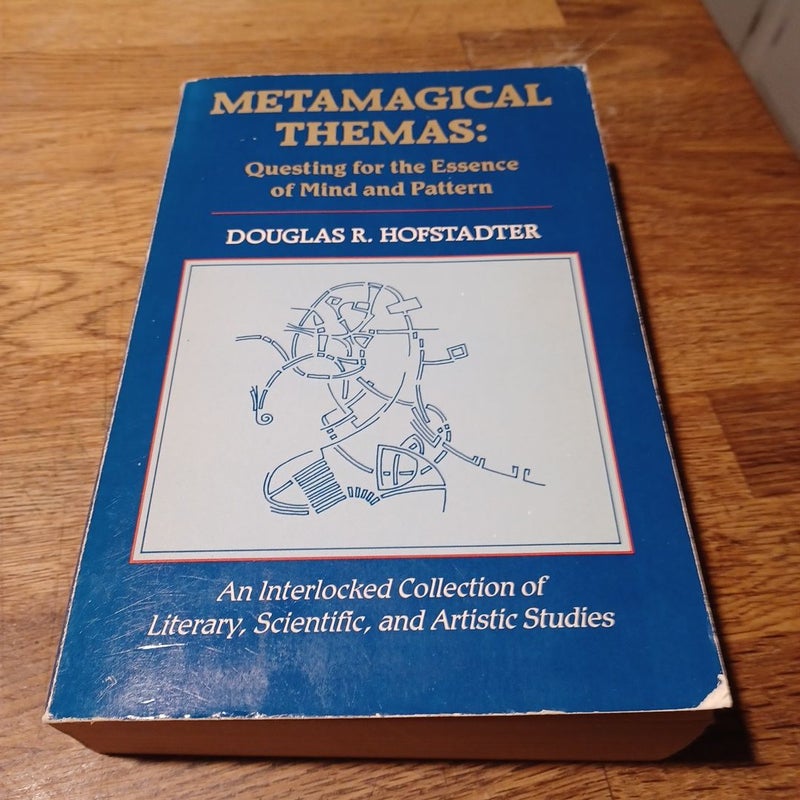 METAMAGICAL
THEMAS:
Questing for the Essence
of Mind and Pattern
DOUGLAS R. HOFSTADTER
An Interlocked Collection of
Literary, Scientific, and Artistic Studies